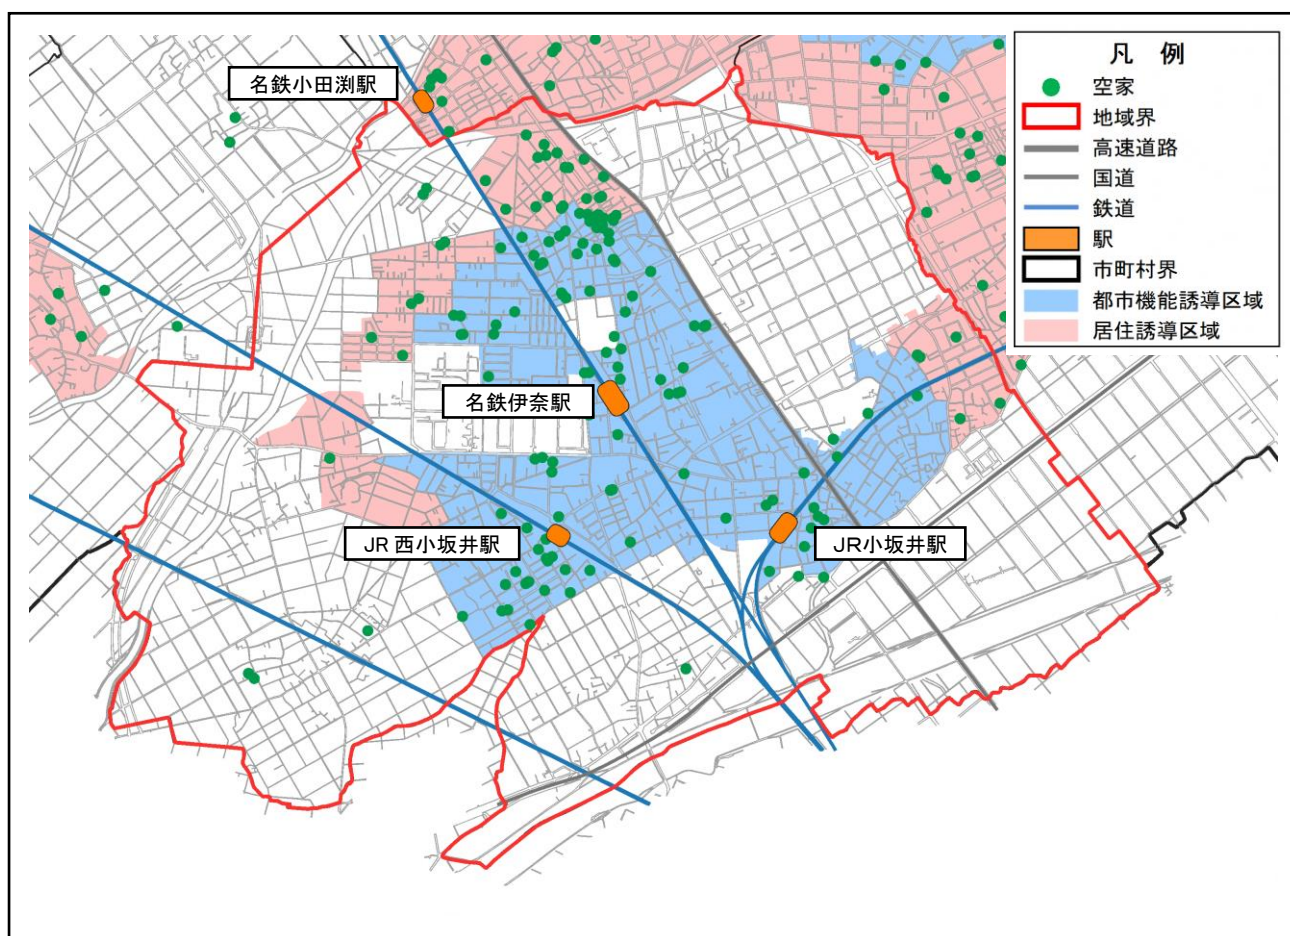 凡 例
空家
地域界
高速道路
国道
鉄道
駅
市町村界
都市機能誘導区域
居住誘導区域
名鉄小田渕駅
名鉄伊奈駅
JR 西小坂井駅
JR小坂井駅